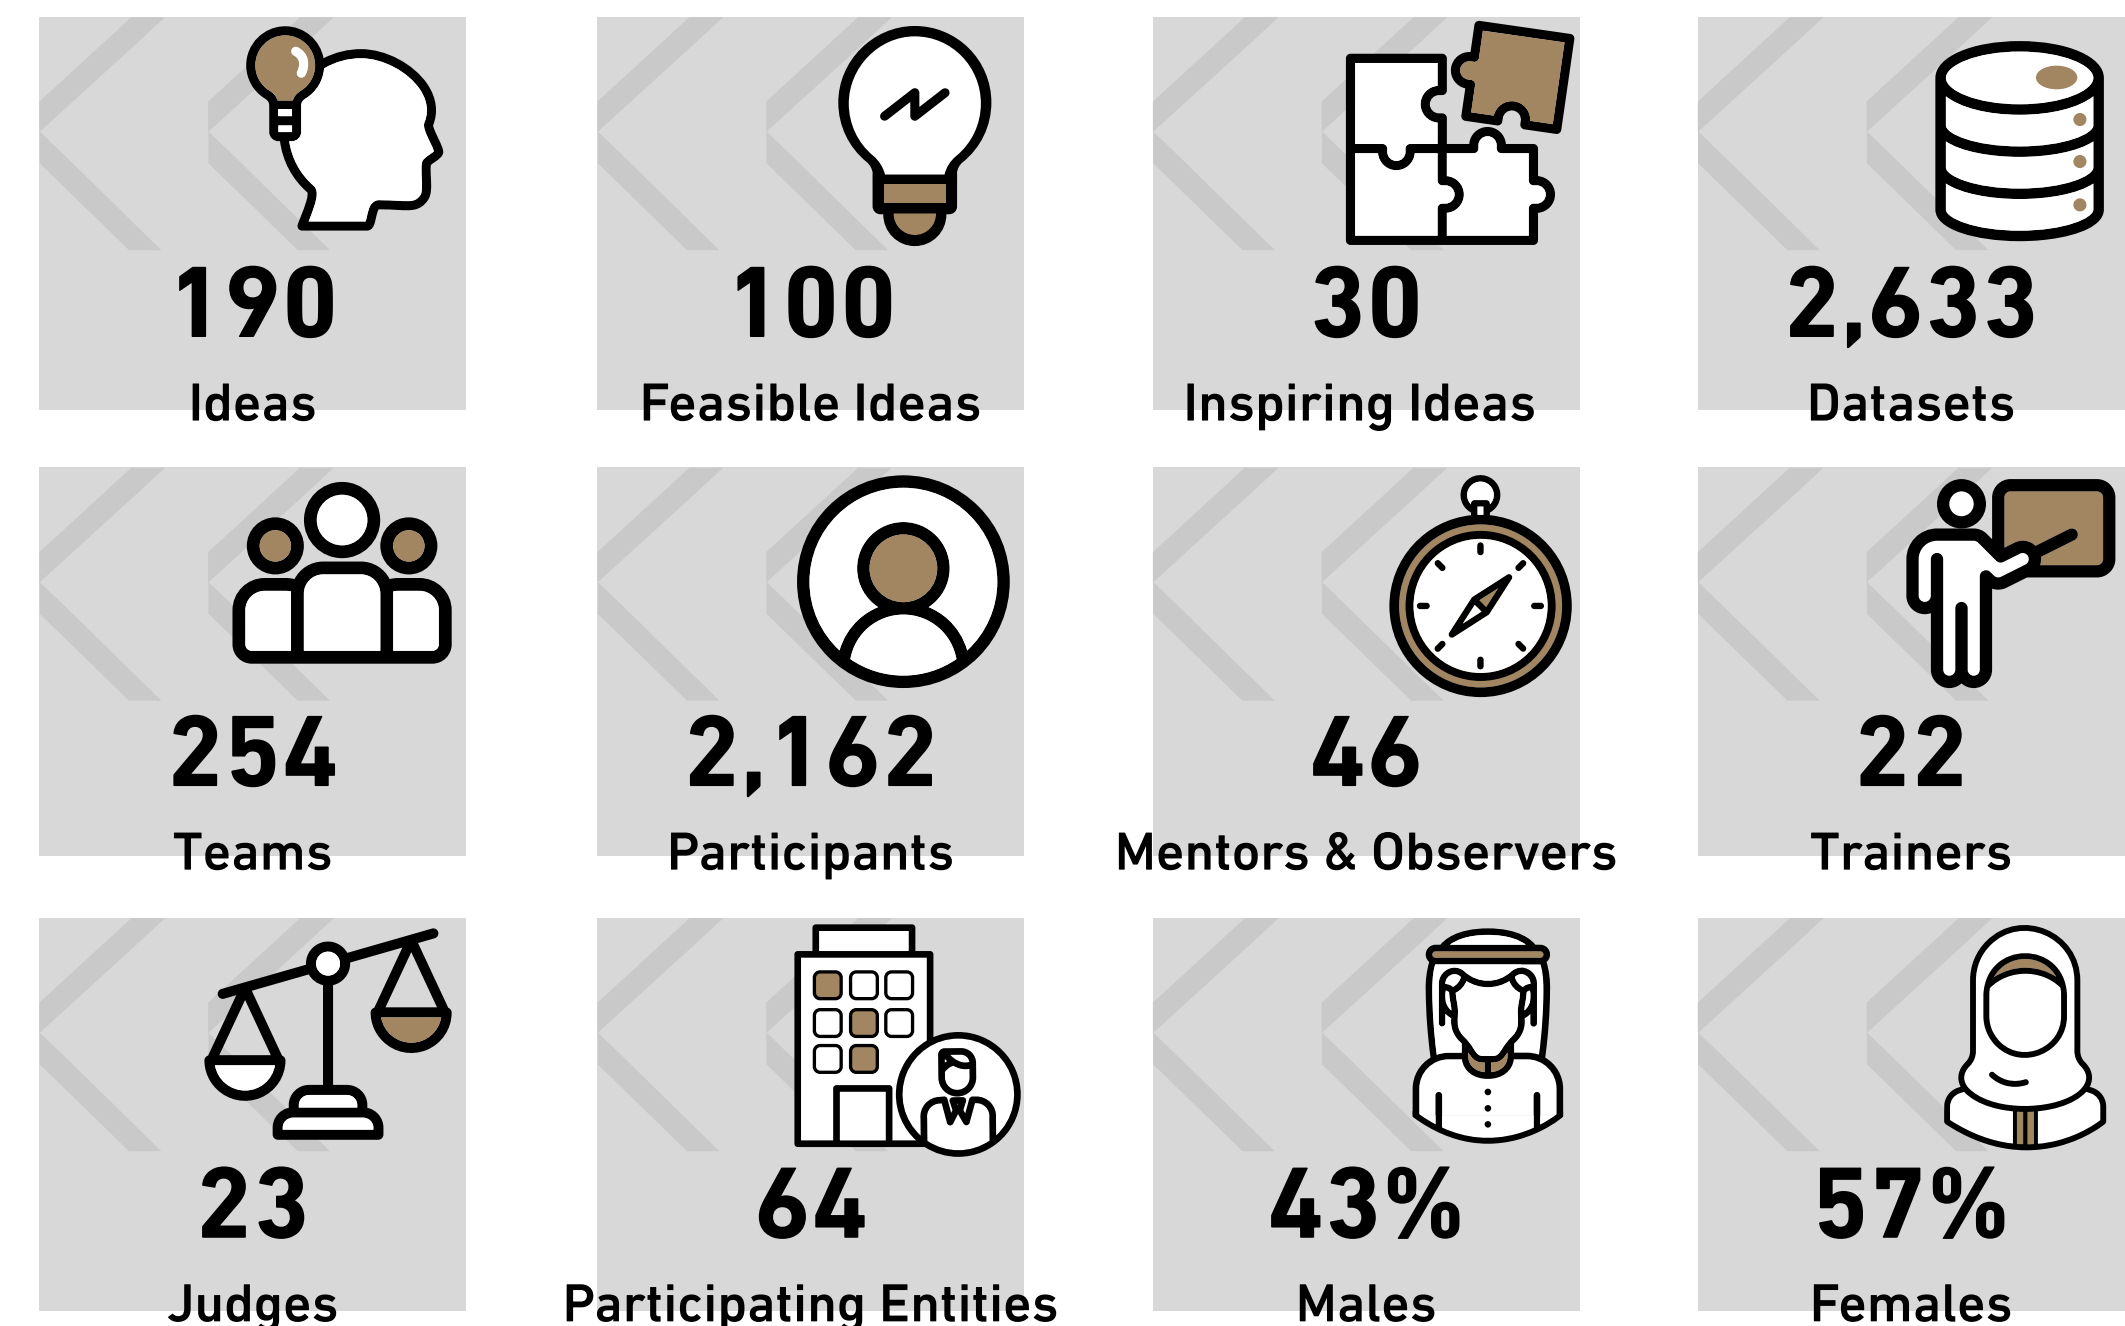 190
Ideas
100
Feasible Ideas
30
Inspiring Ideas
2,633
Datasets
254
Teams
2,162
Participants
46
Mentors & Observers
22
Trainers
23
Judges
64
Participating Entities
43%
Males
57%
Females